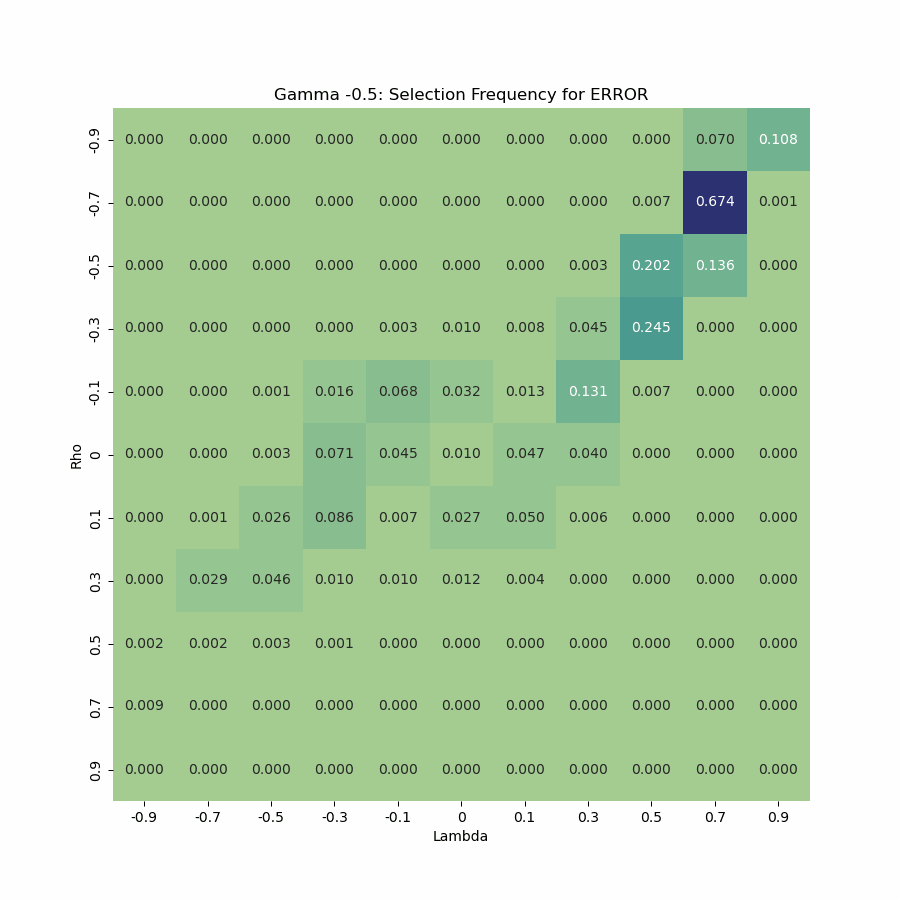 Gamma -0.5: Selection Frequency for ERROR
-0.9 0.000 0.000 0.000 0.000 0.000 0.000 0.000 0.000 0.000 0.070 0.108
-0.7 0.000 0.000 0.000 0.000 0.000 0.000 0.000 0.000 0.007 0.674 0.001
-0.5 0.000 0.000 0.000 0.000 0.000 0.000 0.000 0.003 0.202 0.136 0.000
-0.3 0.000 0.000 0.000 0.000 0.003 0.010 0.008 0.045 0.245 0.000 0.000
-0.1 0.000 0.000 0.001 0.016 0.068 0.032 0.013 0.131 0.007 0.000 0.000
Rho
0 0.000 0.000 0.003 0.071 0.045 0.010 0.047 0.040 0.000 0.000 0.000
0.1 0.000 0.001 0.026 0.086 0.007 0.027 0.050 0.006 0.000 0.000 0.000
0.3 0.000 0.029 0.046 0.010 0.010 0.012 0.004 0.000 0.000 0.000 0.000
0.5 0.002 0.002 0.003 0.001 0.000 0.000 0.000 0.000 0.000 0.000 0.000
0.7 0.009 0.000 0.000 0.000 0.000 0.000 0.000 0.000 0.000 0.000 0.000
0.9 0.000 0.000 0.000 0.000 0.000 0.000 0.000 0.000 0.000 0.000 0.000
-0.9 -0.7 -0.5 -0.3 -0.1 0 0.1 0.3 0.5 0.7 0.9
Lambda